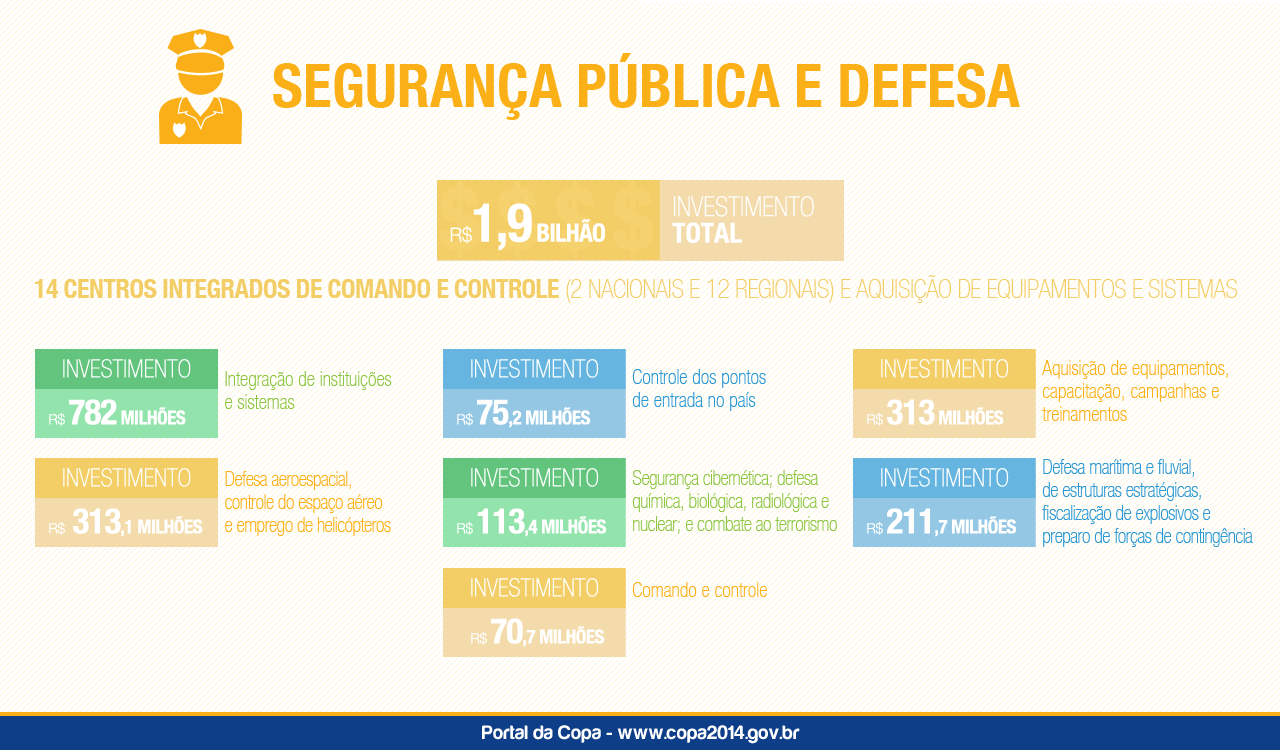 SEGURANÇA PÚBLICA E DEFESA
R$ 1,9 BILHÃO
INVESTIMENTO
TOTAL
14 CENTROS INTEGRADOS DE COMANDO E CONTROLE (2 NACIONAIS E 12 REGIONAIS) E AQUISIÇÃO DE EQUIPAMENTOS E SISTEMAS
INVESTIMENTO
R$ 782 MILHÕES
Integração de instituições
e sistemas
INVESTIMENTO
R$ 75,2 MILHÕES
Controle dos pontos
de entrada no país
INVESTIMENTO
R$ 313 MILHÕES
Aquisição de equipamentos,
capacitação, campanhas e
treinamentos
INVESTIMENTO
R$ 313,1 MILHÕES
Defesa aeroespacial,
controle do espaço aéreo
e emprego de helicópteros
INVESTIMENTO
R$ 113,4 MILHÕES
Segurança cibernética; defesa
química, biológica, radiológica e
nuclear; e combate ao terrorismo
INVESTIMENTO
R$ 211,7 MILHÕES
Defesa marítima e fluvial,
de estruturas estratégicas,
fiscalização de explosivos e
preparo de forças de contingência
INVESTIMENTO
R$ 70,7 MILHÕES
Comando e controle
Portal da Copa - www.copa2014.gov.br